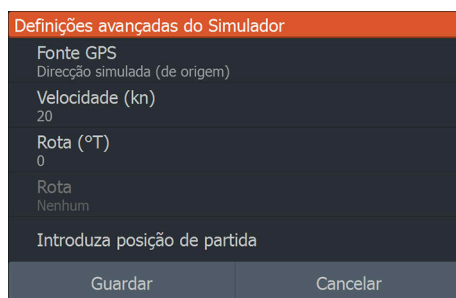 Definições avançadas do Simulador
Fonte GPS
Direcção simulada (de origem)
Velocidade (kn)
20
Rota (°T)
0
Rota
Nenhum
Introduza posição de partida
Guardar
Cancelar